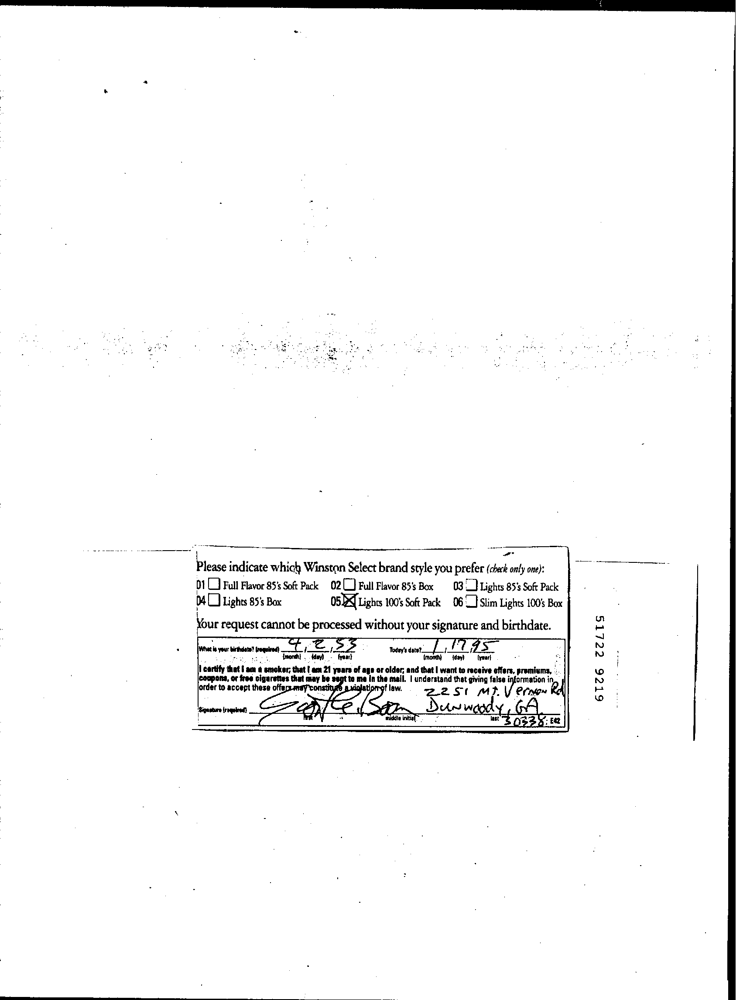 Please indicate which Winston Select brand style you prefer (check only one):
01 Full Flavor 85's Soft Pack 02 Full Flavor 85's Box 03 Lights 85's Soft Pack
04 Lights 85's Box 05 Lights 100's Soft Pack 06 Slim Lights 100's Box
Your request cannot be processed without your signature and birthdate.
What is your birthdate? (required) 4, 2, 53 Today's date? 1, 17, 95
(month) (day) (year) (month) (day) (year)
I certify that I am a smoker; that I am 21 years of age or older; and that I want to receive offers, premiums,
coupons, or free cigarettes that may be sent to me in the mail. I understand that giving false information in
order to accept these offers may constitute a violation of law.
2251 Mt. Vernon Rd
Dunwoody, GA
Signature (required)
first middle initial last 30338 E42
51722 9219